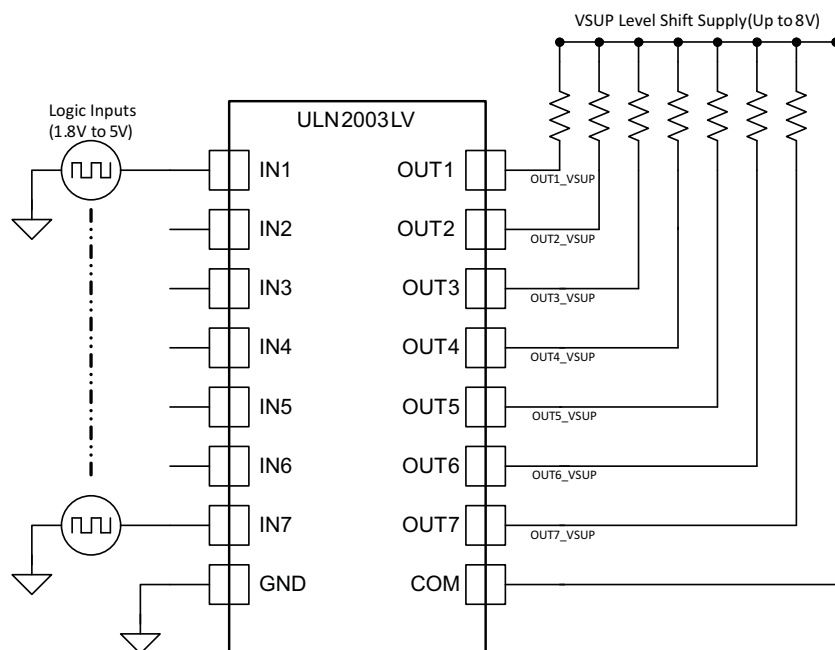 VSUP Level Shift Supply(Up to 8V)
Logic Inputs
(1.8V to 5V)
ULN2003LV
IN1
OUT1
OUT1_VSUP
IN2
OUT2
OUT2_VSUP
IN3
OUT3
OUT3_VSUP
IN4
OUT4
OUT4_VSUP
IN5
OUT5
OUT5_VSUP
IN6
OUT6
OUT6_VSUP
IN7
OUT7
OUT7_VSUP
GND
COM